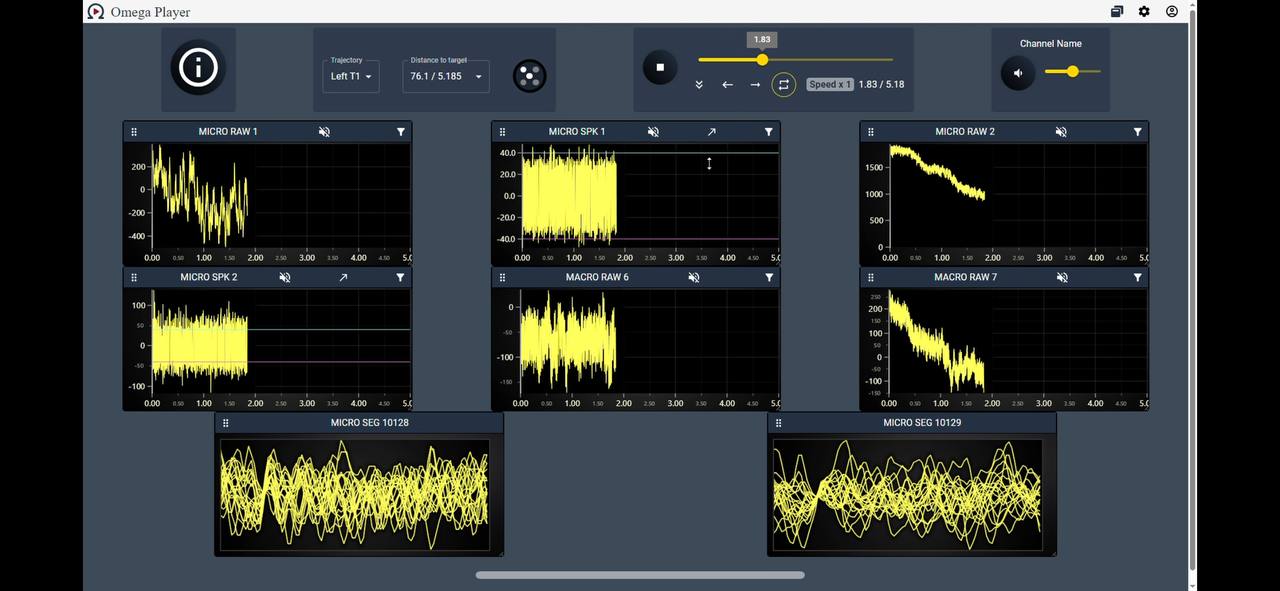 Omega Player
Trajectory
Left T1
Distance to target
76.1 / 5.185
1.83
Speed x 1
1.83 / 5.18
Channel Name
MICRO RAW 1
200
0
-200
-400
0.00 0.50 1.00 1.50 2.00 2.50 3.00 3.50 4.00 4.50 5.0
MICRO SPK 1
40.0
20.0
0.0
-20.0
-40.0
0.00 0.50 1.00 1.50 2.00 2.50 3.00 3.50 4.00 4.50 5.0
MICRO RAW 2
1500
1000
500
0
0.00 0.50 1.00 1.50 2.00 2.50 3.00 3.50 4.00 4.50 5.0
MICRO SPK 2
100
50
0
-50
-100
0.00 0.50 1.00 1.50 2.00 2.50 3.00 3.50 4.00 4.50 5.0
MACRO RAW 6
0
-50
-100
-150
0.00 0.50 1.00 1.50 2.00 2.50 3.00 3.50 4.00 4.50 5.0
MACRO RAW 7
250
200
150
100
50
0
-50
-100
-150
0.00 0.50 1.00 1.50 2.00 2.50 3.00 3.50 4.00 4.50 5.0
MICRO SEG 10128
MICRO SEG 10129